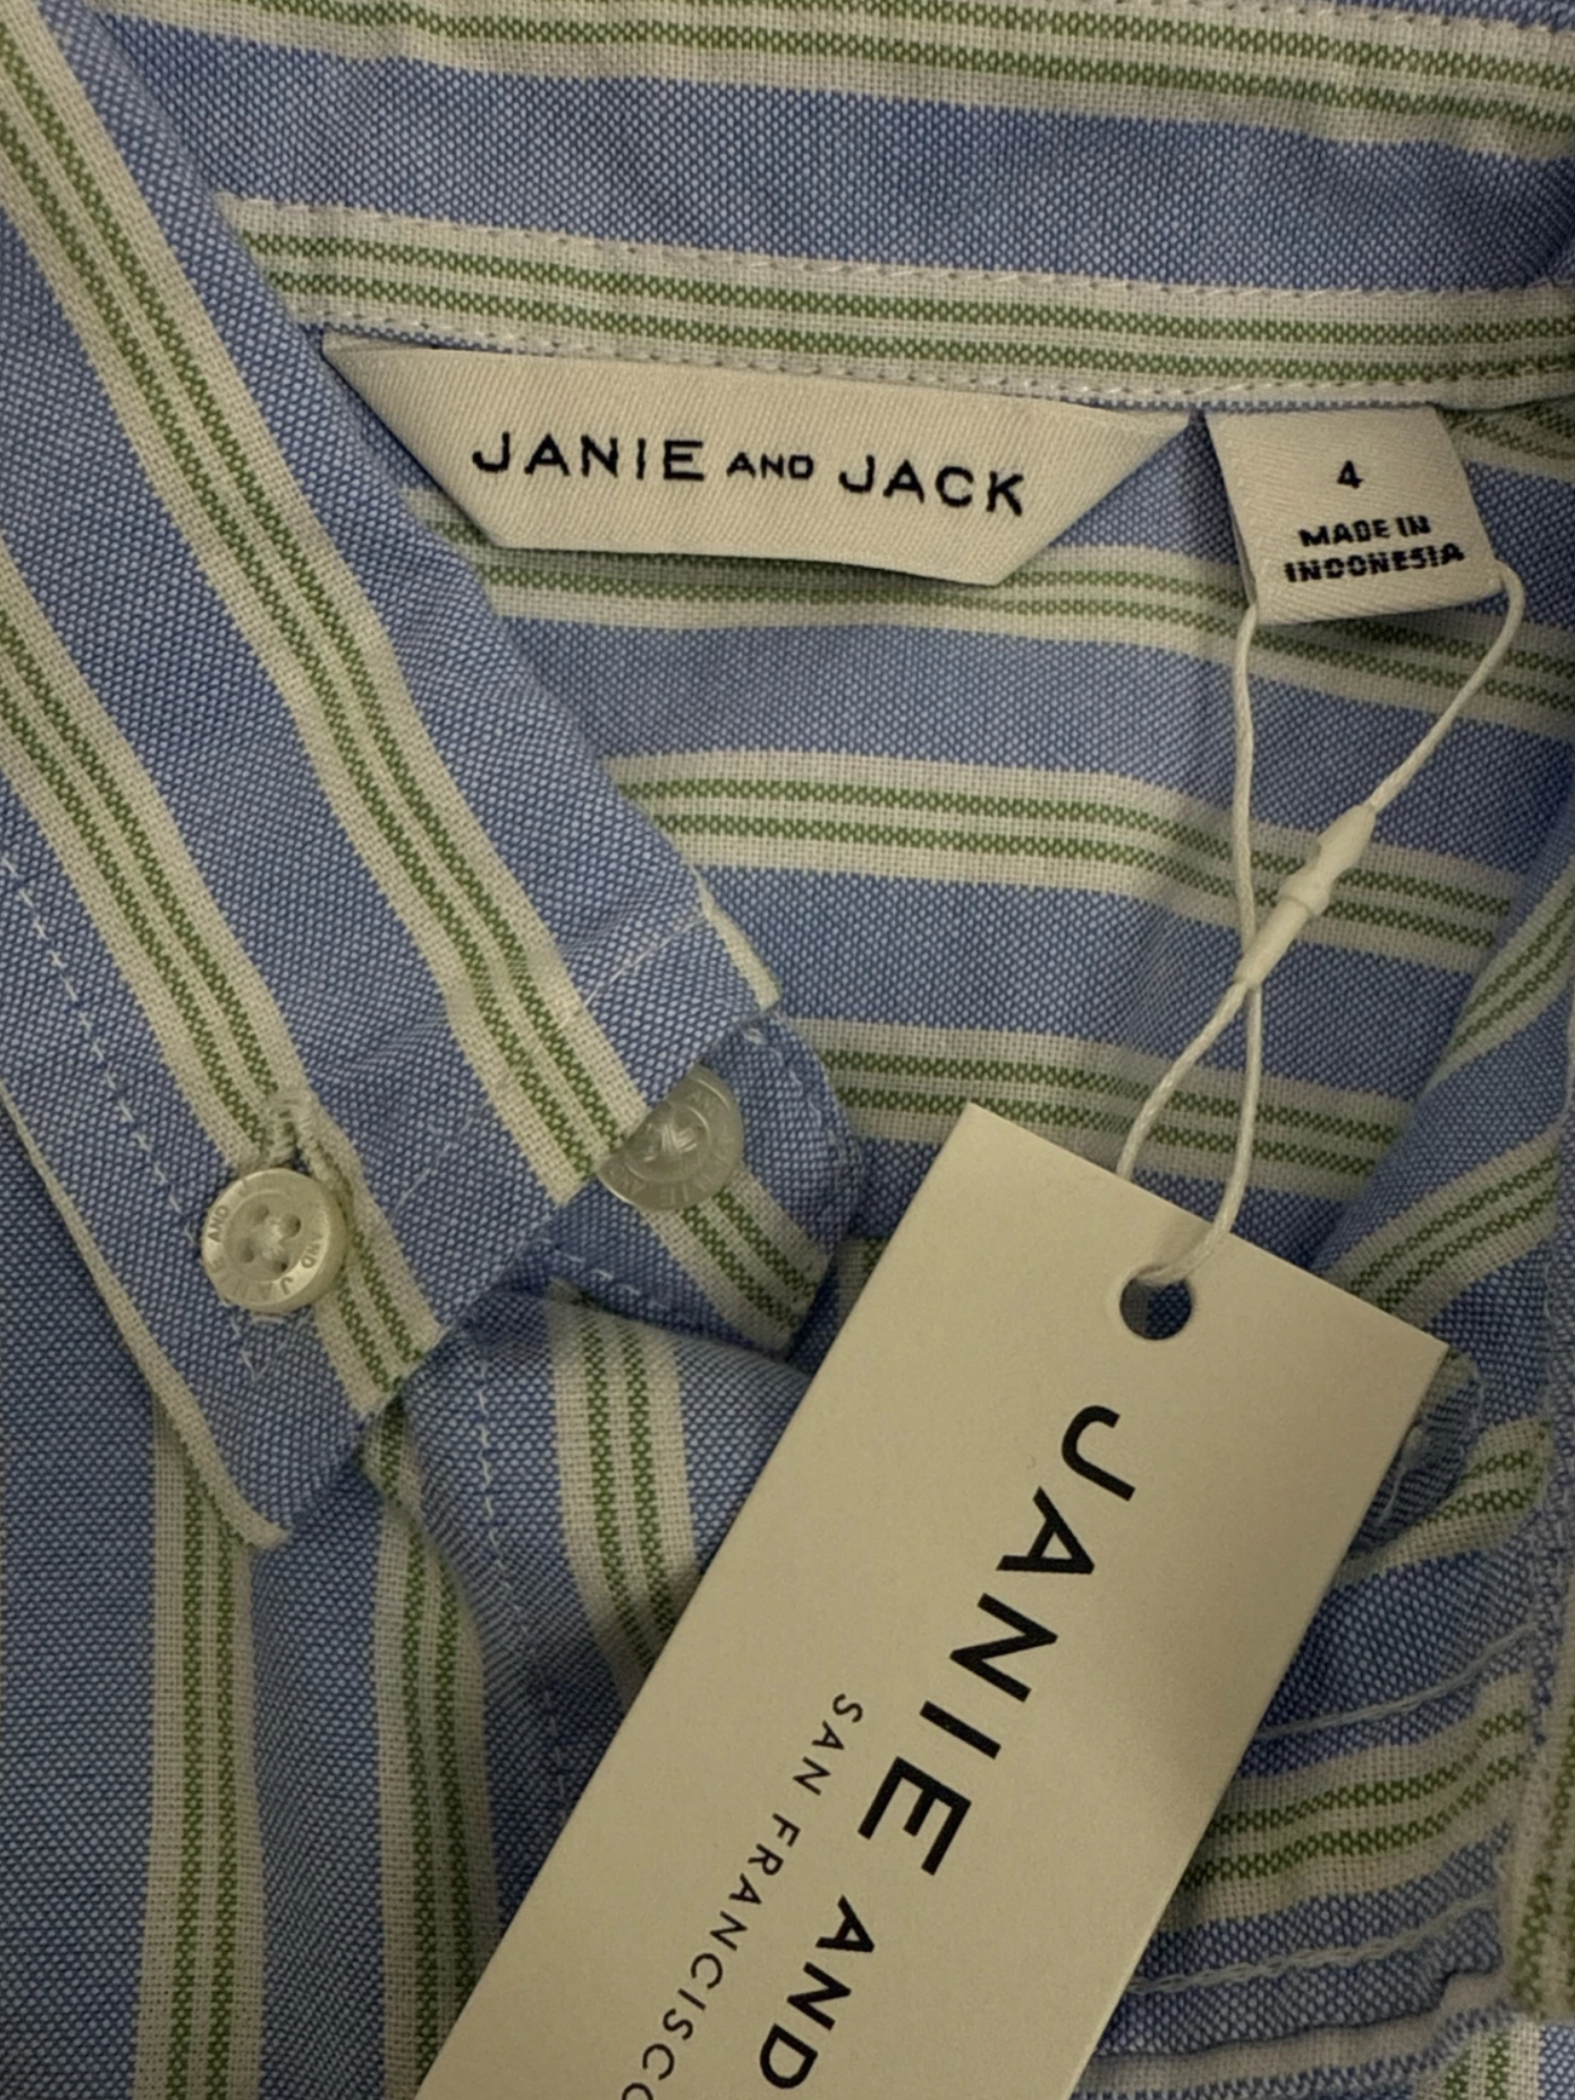 JANIE AND JACK
4
MADE IN
INDONESIA
JANIE AND
SAN FRANCISCO